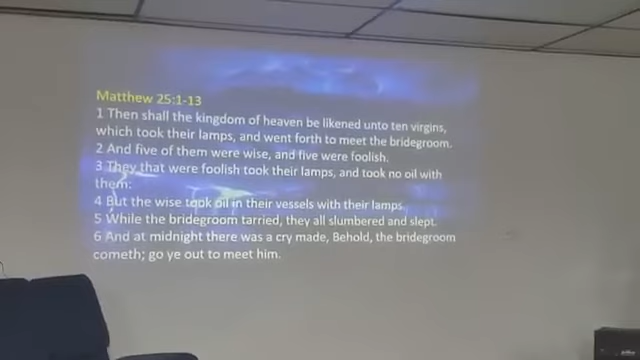 Matthew 25:1-13
1 Then shall the kingdom of heaven be likened unto ten virgins,
which took their lamps, and went forth to meet the bridegroom.
2 And five of them were wise, and five were foolish.
3 They that were foolish took their lamps, and took no oil with
them:
4 But the wise took oil in their vessels with their lamps.
5 While the bridegroom tarried, they all slumbered and slept.
6 And at midnight there was a cry made, Behold, the bridegroom
cometh; go ye out to meet him.